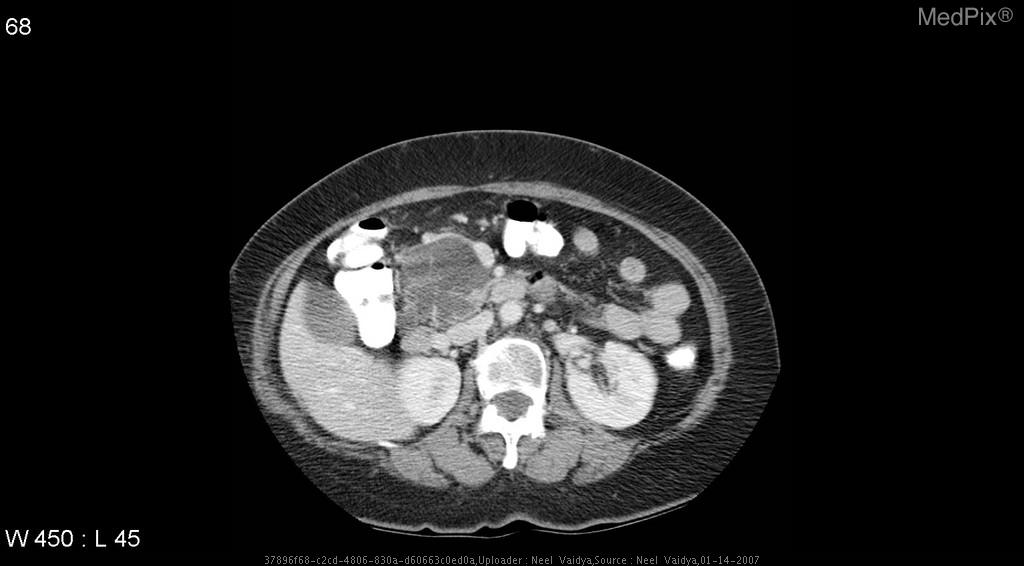 68
MedPix®
W 450 : L 45
37896f68-c2cd-4806-830a-d60663c0ed0a,Uploader : Neel Vaidya,Source : Neel Vaidya,01-14-2007